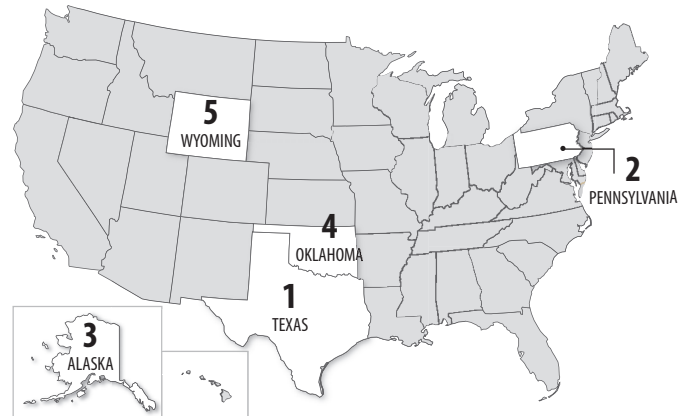 5
WYOMING
2
PENNSYLVANIA
4
OKLAHOMA
1
TEXAS
3
ALASKA